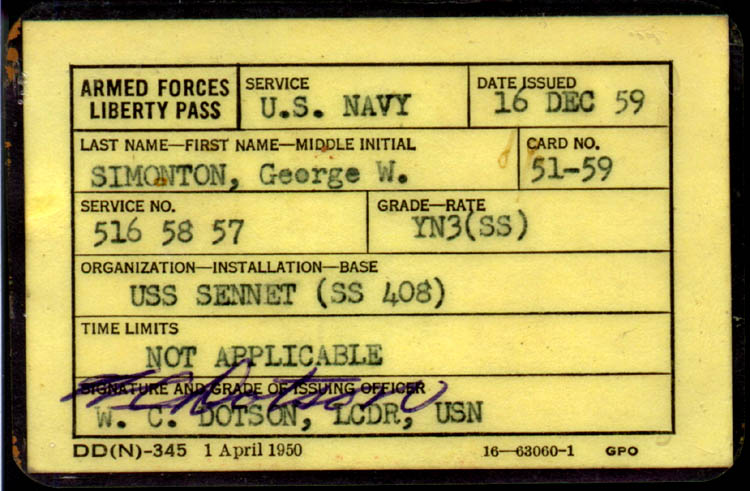 ARMED FORCES LIBERTY PASS
SERVICE
U.S. NAVY
DATE ISSUED
16 DEC 59
LAST NAME—FIRST NAME—MIDDLE INITIAL
SIMONTON, George W.
CARD NO.
51-59
SERVICE NO.
516 58 57
GRADE—RATE
YN3(SS)
ORGANIZATION—INSTALLATION—BASE
USS SENNET (SS 408)
TIME LIMITS
NOT APPLICABLE
SIGNATURE AND GRADE OF ISSUING OFFICER
W. C. Dotson
W. C. DOTSON, LCDR, USN
DD(N)-345 1 April 1950
16—63060-1 GPO